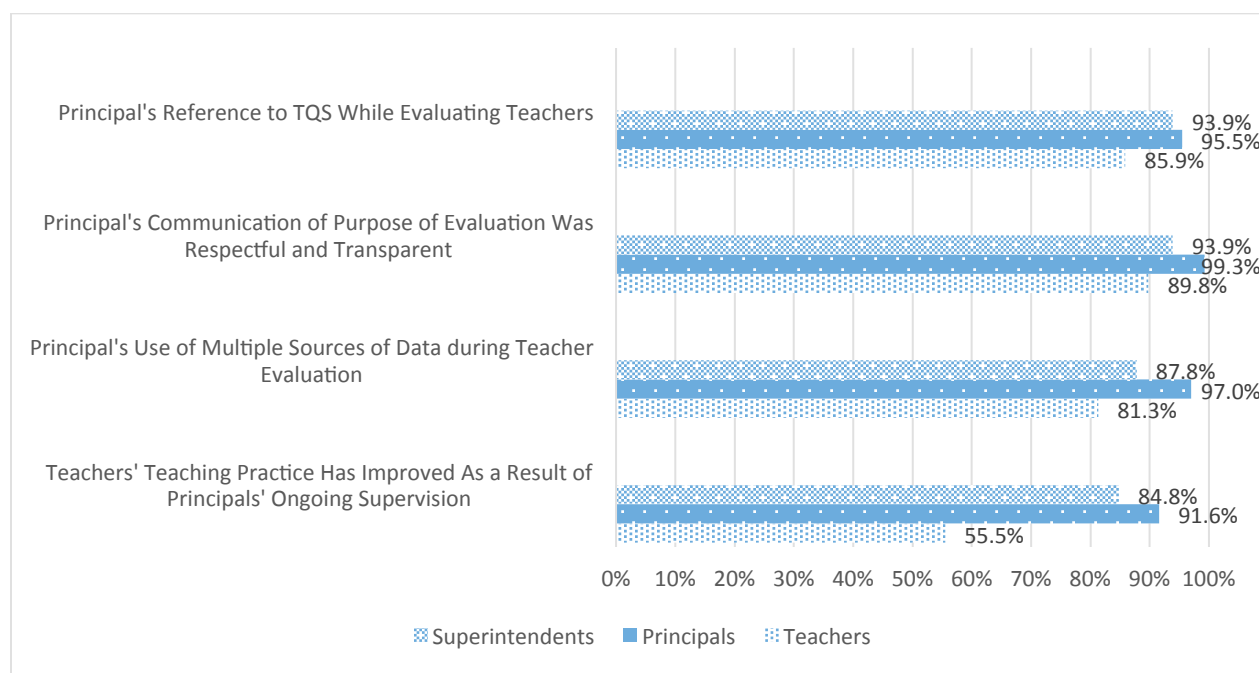 Principal's Reference to TQS While Evaluating Teachers
93.9%
95.5%
85.9%
Principal's Communication of Purpose of Evaluation Was
Respectful and Transparent
93.9%
99.3%
89.8%
Principal's Use of Multiple Sources of Data during Teacher
Evaluation
87.8%
97.0%
81.3%
Teachers' Teaching Practice Has Improved As a Result of
Principals' Ongoing Supervision
84.8%
91.6%
55.5%
0% 10% 20% 30% 40% 50% 60% 70% 80% 90% 100%
Superintendents Principals Teachers